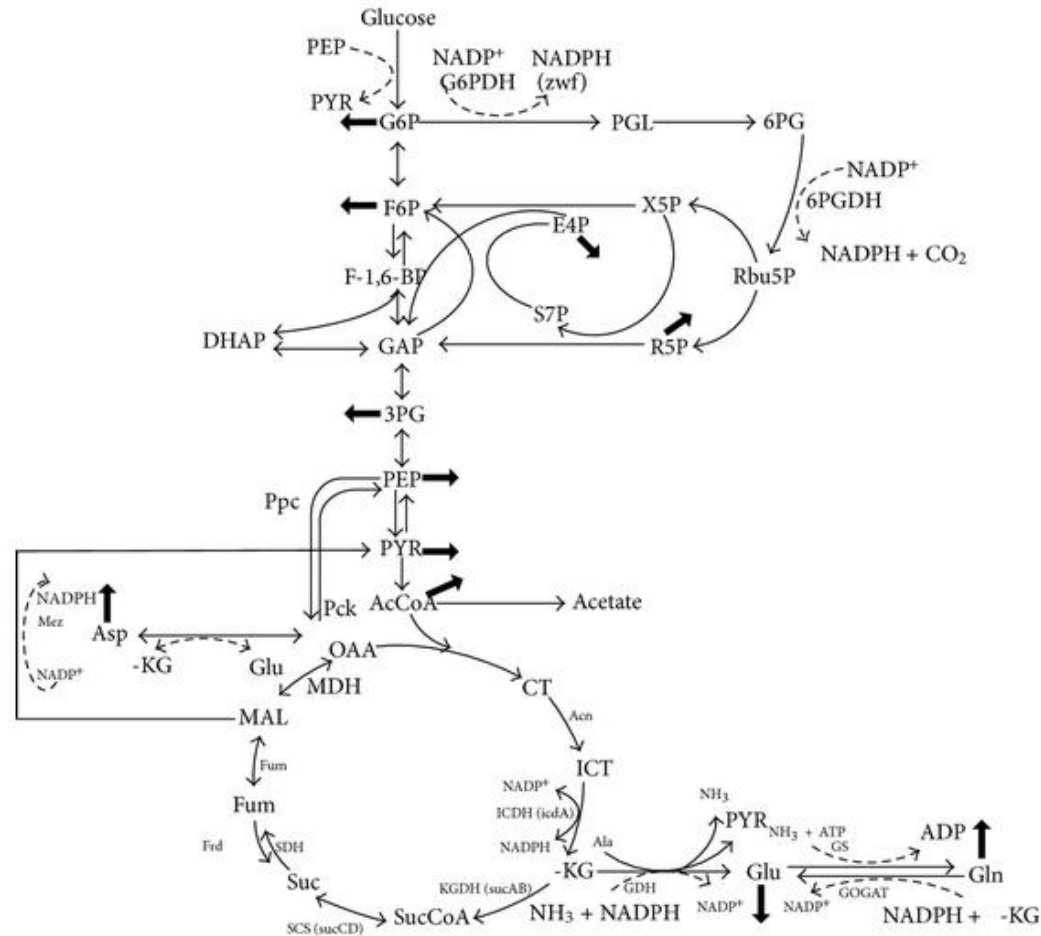 Glucose
PEP
NADP+ NADPH
G6PDH (zwf)
PYR
G6P PGL 6PG
NADP+
6PGDH
F6P X5P
E4P
NADPH + CO2
F-1,6-BP Rbu5P
S7P
DHAP GAP R5P
3PG
PEP
Ppc
PYR
NADPH
Mez
Pck AcCoA Acetate
Asp
-KG Glu OAA
NADP+
MDH CT
MAL
Acn
Fum ICT
NADP+
Fum ICDH (icdA)
NH3
PYR
Frd SDH NADPH Ala
NH3 + ATP ADP
GS
-KG GDH Glu Gln
Suc KGDH (sucAB)
NADP+ NADP+ GOGAT
SucCoA NH3 + NADPH NADPH + -KG
SCS (sucCD)